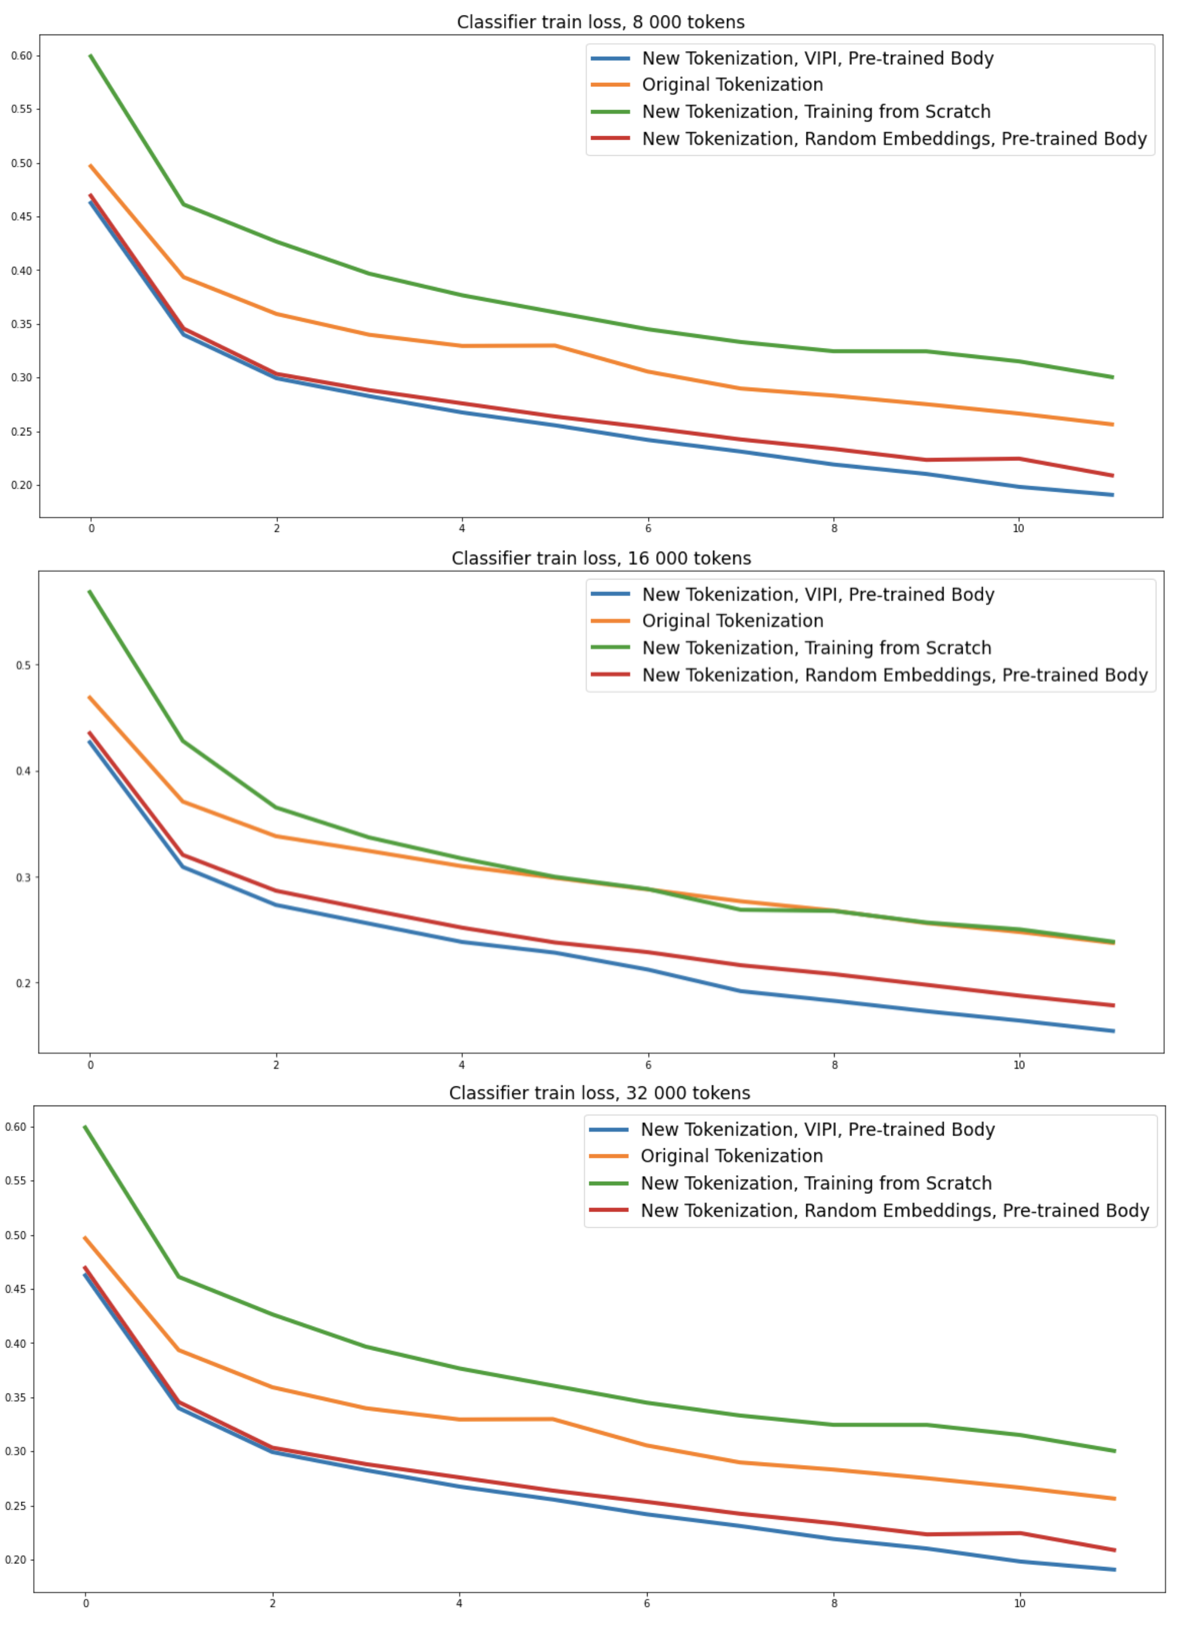 Classifier train loss, 8 000 tokens
New Tokenization, VIPI, Pre-trained Body
Original Tokenization
New Tokenization, Training from Scratch
New Tokenization, Random Embeddings, Pre-trained Body
0.60
0.55
0.50
0.45
0.40
0.35
0.30
0.25
0.20
0 2 4 6 8 10
Classifier train loss, 16 000 tokens
New Tokenization, VIPI, Pre-trained Body
Original Tokenization
New Tokenization, Training from Scratch
New Tokenization, Random Embeddings, Pre-trained Body
0.5
0.4
0.3
0.2
0 2 4 6 8 10
Classifier train loss, 32 000 tokens
New Tokenization, VIPI, Pre-trained Body
Original Tokenization
New Tokenization, Training from Scratch
New Tokenization, Random Embeddings, Pre-trained Body
0.60
0.55
0.50
0.45
0.40
0.35
0.30
0.25
0.20
0 2 4 6 8 10